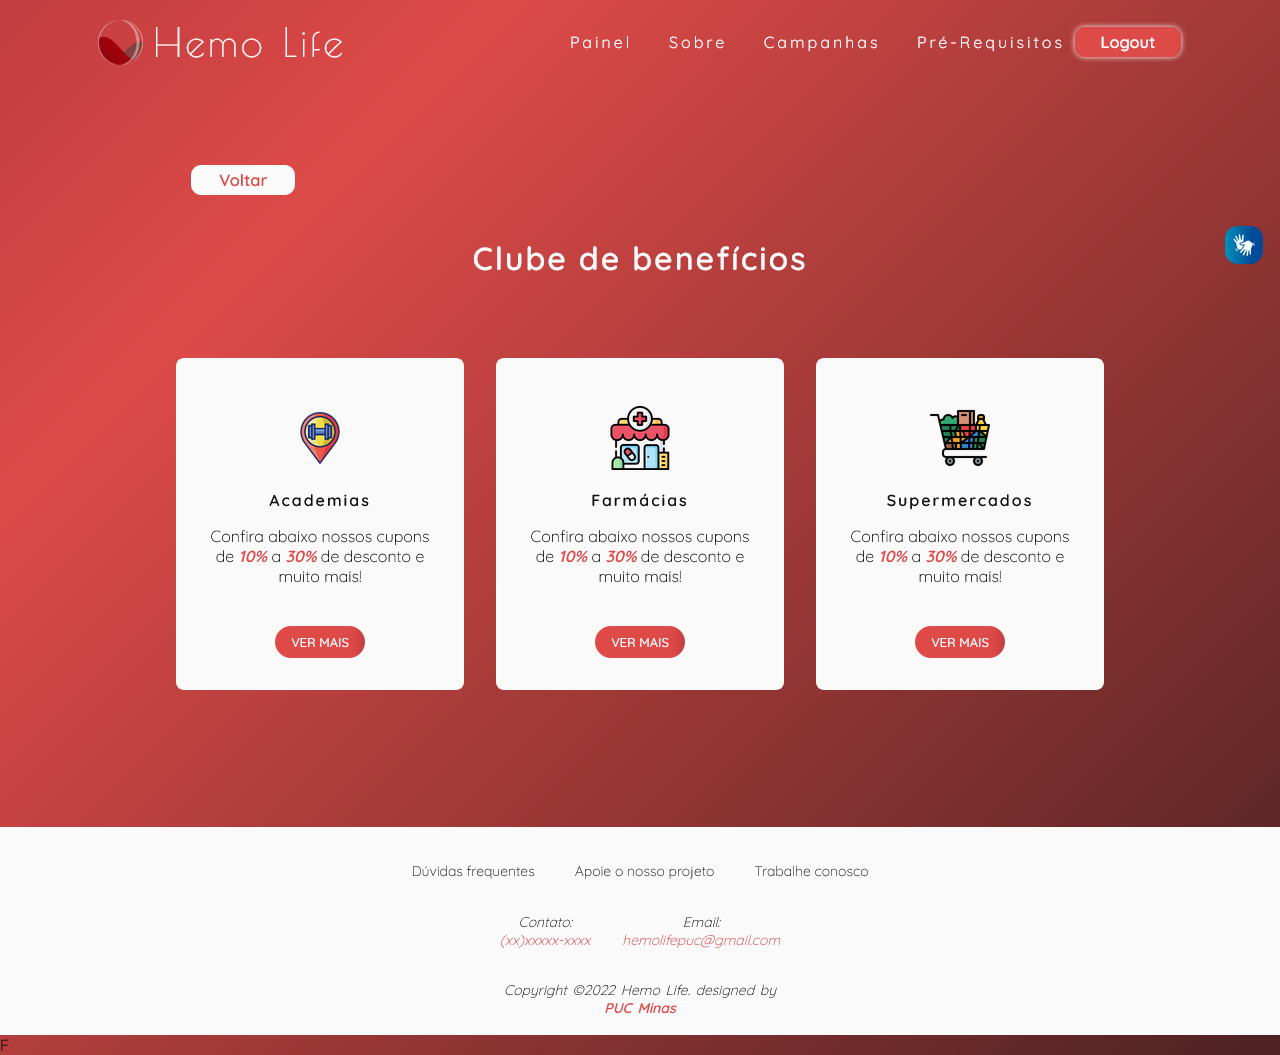 Hemo Life
Painel Sobre Campanhas Pré-Requisitos Logout
Voltar
Clube de benefícios
Academias
Confira abaixo nossos cupons
de 10% a 30% de desconto e
muito mais!
VER MAIS
Farmácias
Confira abaixo nossos cupons
de 10% a 30% de desconto e
muito mais!
VER MAIS
Supermercados
Confira abaixo nossos cupons
de 10% a 30% de desconto e
muito mais!
VER MAIS
Dúvidas frequentes Apoie o nosso projeto Trabalhe conosco
Contato:
(xx)xxxxx-xxxx
Email:
hemolifepuc@gmail.com
Copyright ©2022 Hemo Life. designed by
PUC Minas
F